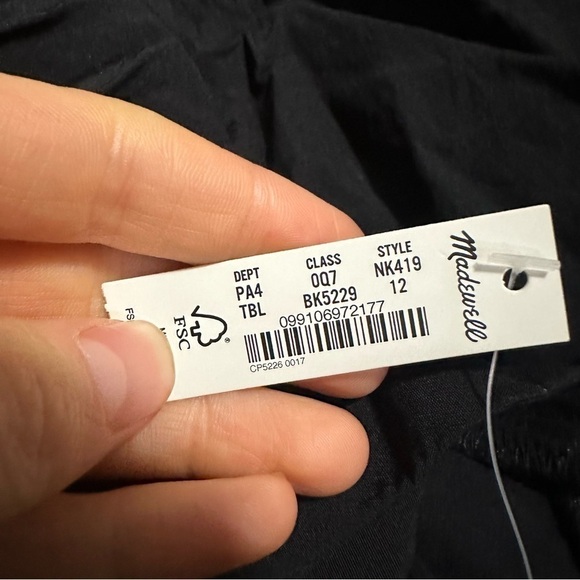 DEPT CLASS STYLE
PA4 0Q7 NK419
TBL BK5229 12
099106972177
CP5226 0017
Madewell
FSC